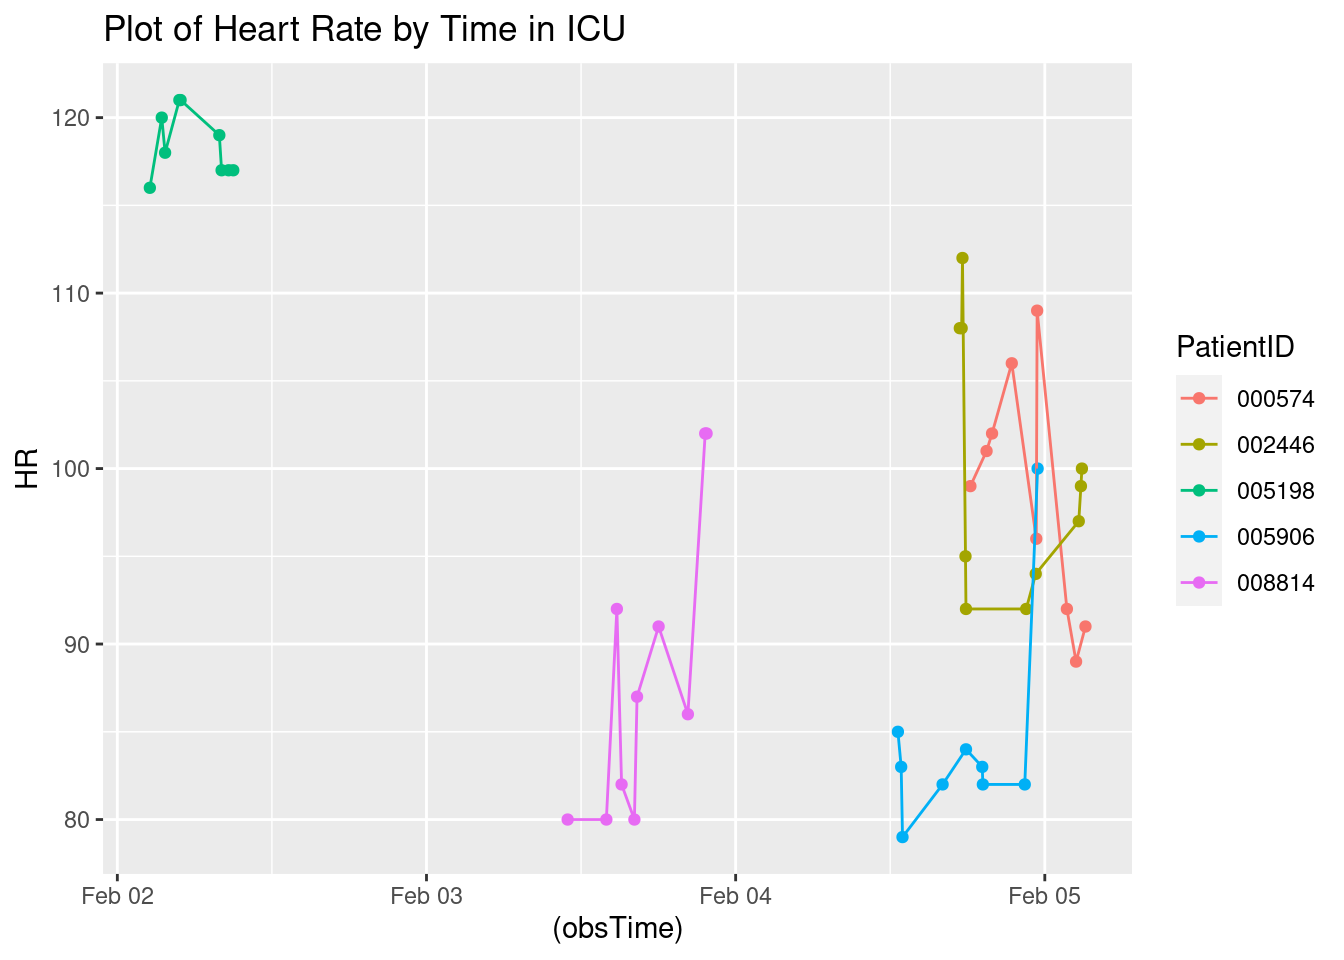 Plot of Heart Rate by Time in ICU
120
110
100
90
80
HR
Feb 02
Feb 03
Feb 04
Feb 05
(obsTime)
PatientID
000574
002446
005198
005906
008814